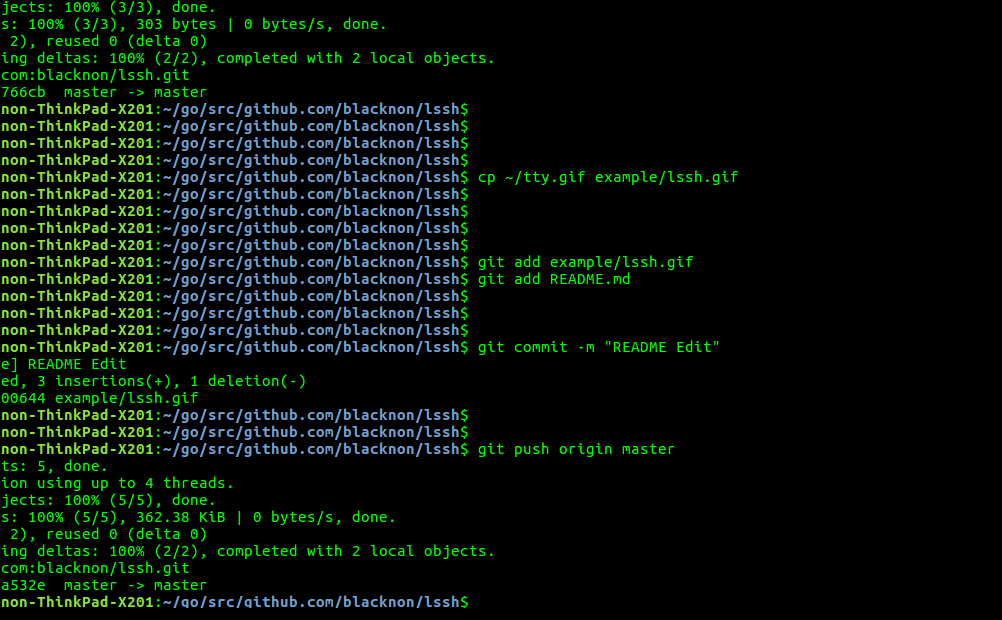 jects: 100% (3/3), done.
s: 100% (3/3), 303 bytes | 0 bytes/s, done.
 2), reused 0 (delta 0)
ing deltas: 100% (2/2), completed with 2 local objects.
com:blacknon/lssh.git
766cb  master -> master
non-ThinkPad-X201:~/go/src/github.com/blacknon/lssh$
non-ThinkPad-X201:~/go/src/github.com/blacknon/lssh$
non-ThinkPad-X201:~/go/src/github.com/blacknon/lssh$
non-ThinkPad-X201:~/go/src/github.com/blacknon/lssh$
non-ThinkPad-X201:~/go/src/github.com/blacknon/lssh$ cp ~/tty.gif example/lssh.gif
non-ThinkPad-X201:~/go/src/github.com/blacknon/lssh$
non-ThinkPad-X201:~/go/src/github.com/blacknon/lssh$
non-ThinkPad-X201:~/go/src/github.com/blacknon/lssh$
non-ThinkPad-X201:~/go/src/github.com/blacknon/lssh$
non-ThinkPad-X201:~/go/src/github.com/blacknon/lssh$ git add example/lssh.gif
non-ThinkPad-X201:~/go/src/github.com/blacknon/lssh$ git add README.md
non-ThinkPad-X201:~/go/src/github.com/blacknon/lssh$
non-ThinkPad-X201:~/go/src/github.com/blacknon/lssh$
non-ThinkPad-X201:~/go/src/github.com/blacknon/lssh$
non-ThinkPad-X201:~/go/src/github.com/blacknon/lssh$ git commit -m "README Edit"
e] README Edit
ed, 3 insertions(+), 1 deletion(-)
00644 example/lssh.gif
non-ThinkPad-X201:~/go/src/github.com/blacknon/lssh$
non-ThinkPad-X201:~/go/src/github.com/blacknon/lssh$
non-ThinkPad-X201:~/go/src/github.com/blacknon/lssh$ git push origin master
ts: 5, done.
ion using up to 4 threads.
jects: 100% (5/5), done.
s: 100% (5/5), 362.38 KiB | 0 bytes/s, done.
 2), reused 0 (delta 0)
ing deltas: 100% (2/2), completed with 2 local objects.
com:blacknon/lssh.git
a532e  master -> master
non-ThinkPad-X201:~/go/src/github.com/blacknon/lssh$